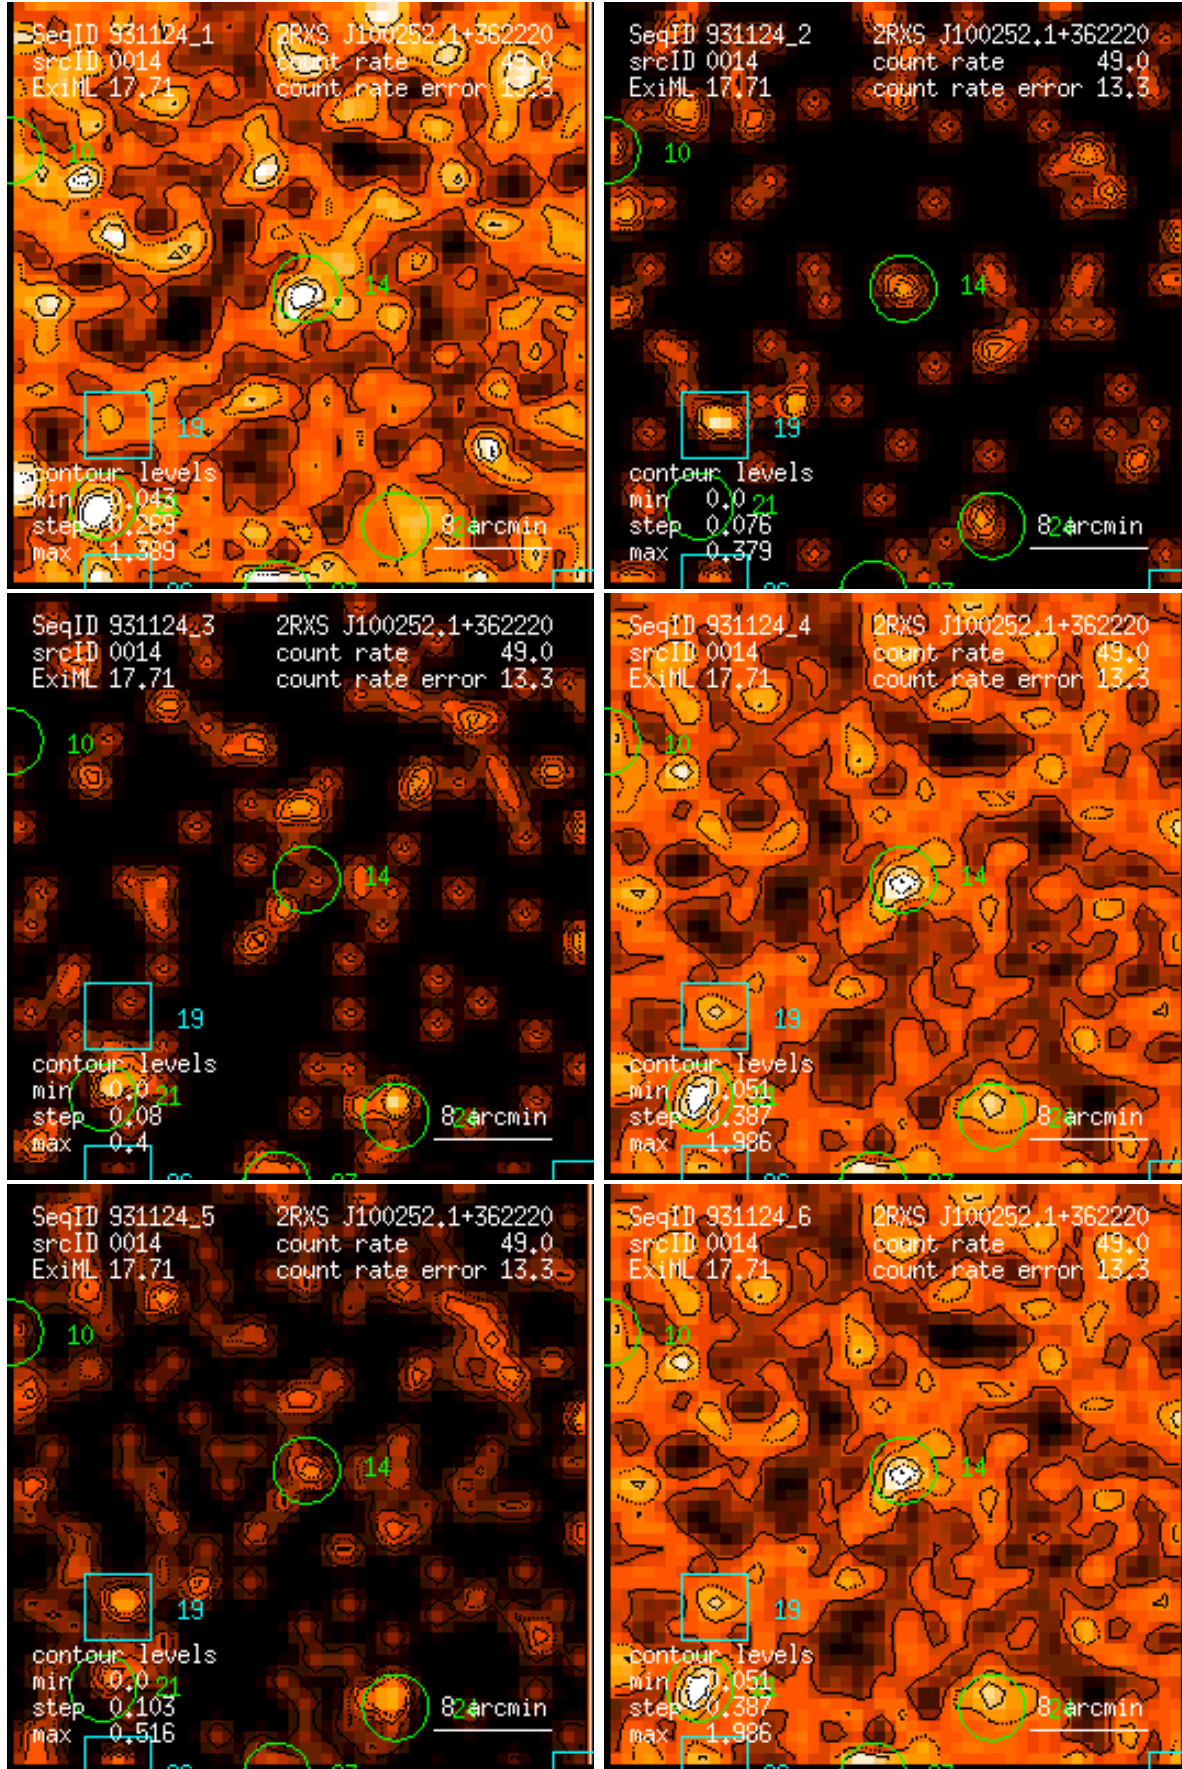 SeqID 931124_1 2RXS J100252.1+362220
srcID 0014 count rate 49.0
ExiML 17.71 count rate error 13.3
10
14
19
contour levels
min 0.043
21
step 0.269
8 arcmin
max 1.389
SeqID 931124_2 2RXS J100252.1+362220
srcID 0014 count rate 49.0
ExiML 17.71 count rate error 13.3
10
14
19
contour levels
min 0.0
21
step 0.076
8 24 arcmin
max 0.379
SeqID 931124_3 2RXS J100252.1+362220
srcID 0014 count rate 49.0
ExiML 17.71 count rate error 13.3
10
14
19
contour levels
min 0.0
21
step 0.08
8 arcmin
max 0.4
SeqID 931124_4 2RXS J100252.1+362220
srcID 0014 count rate 49.0
ExiML 17.71 count rate error 13.3
10
14
19
contour levels
min 0.051
21
step 0.387
8 arcmin
max 1.986
SeqID 931124_5 2RXS J100252.1+362220
srcID 0014 count rate 49.0
ExiML 17.71 count rate error 13.3
10
14
19
contour levels
min 0.0
21
step 0.103
8 arcmin
max 0.516
SeqID 931124_6 2RXS J100252.1+362220
srcID 0014 count rate 49.0
ExiML 17.71 count rate error 13.3
10
14
19
contour levels
min 0.051
21
step 0.387
8 arcmin
max 1.986